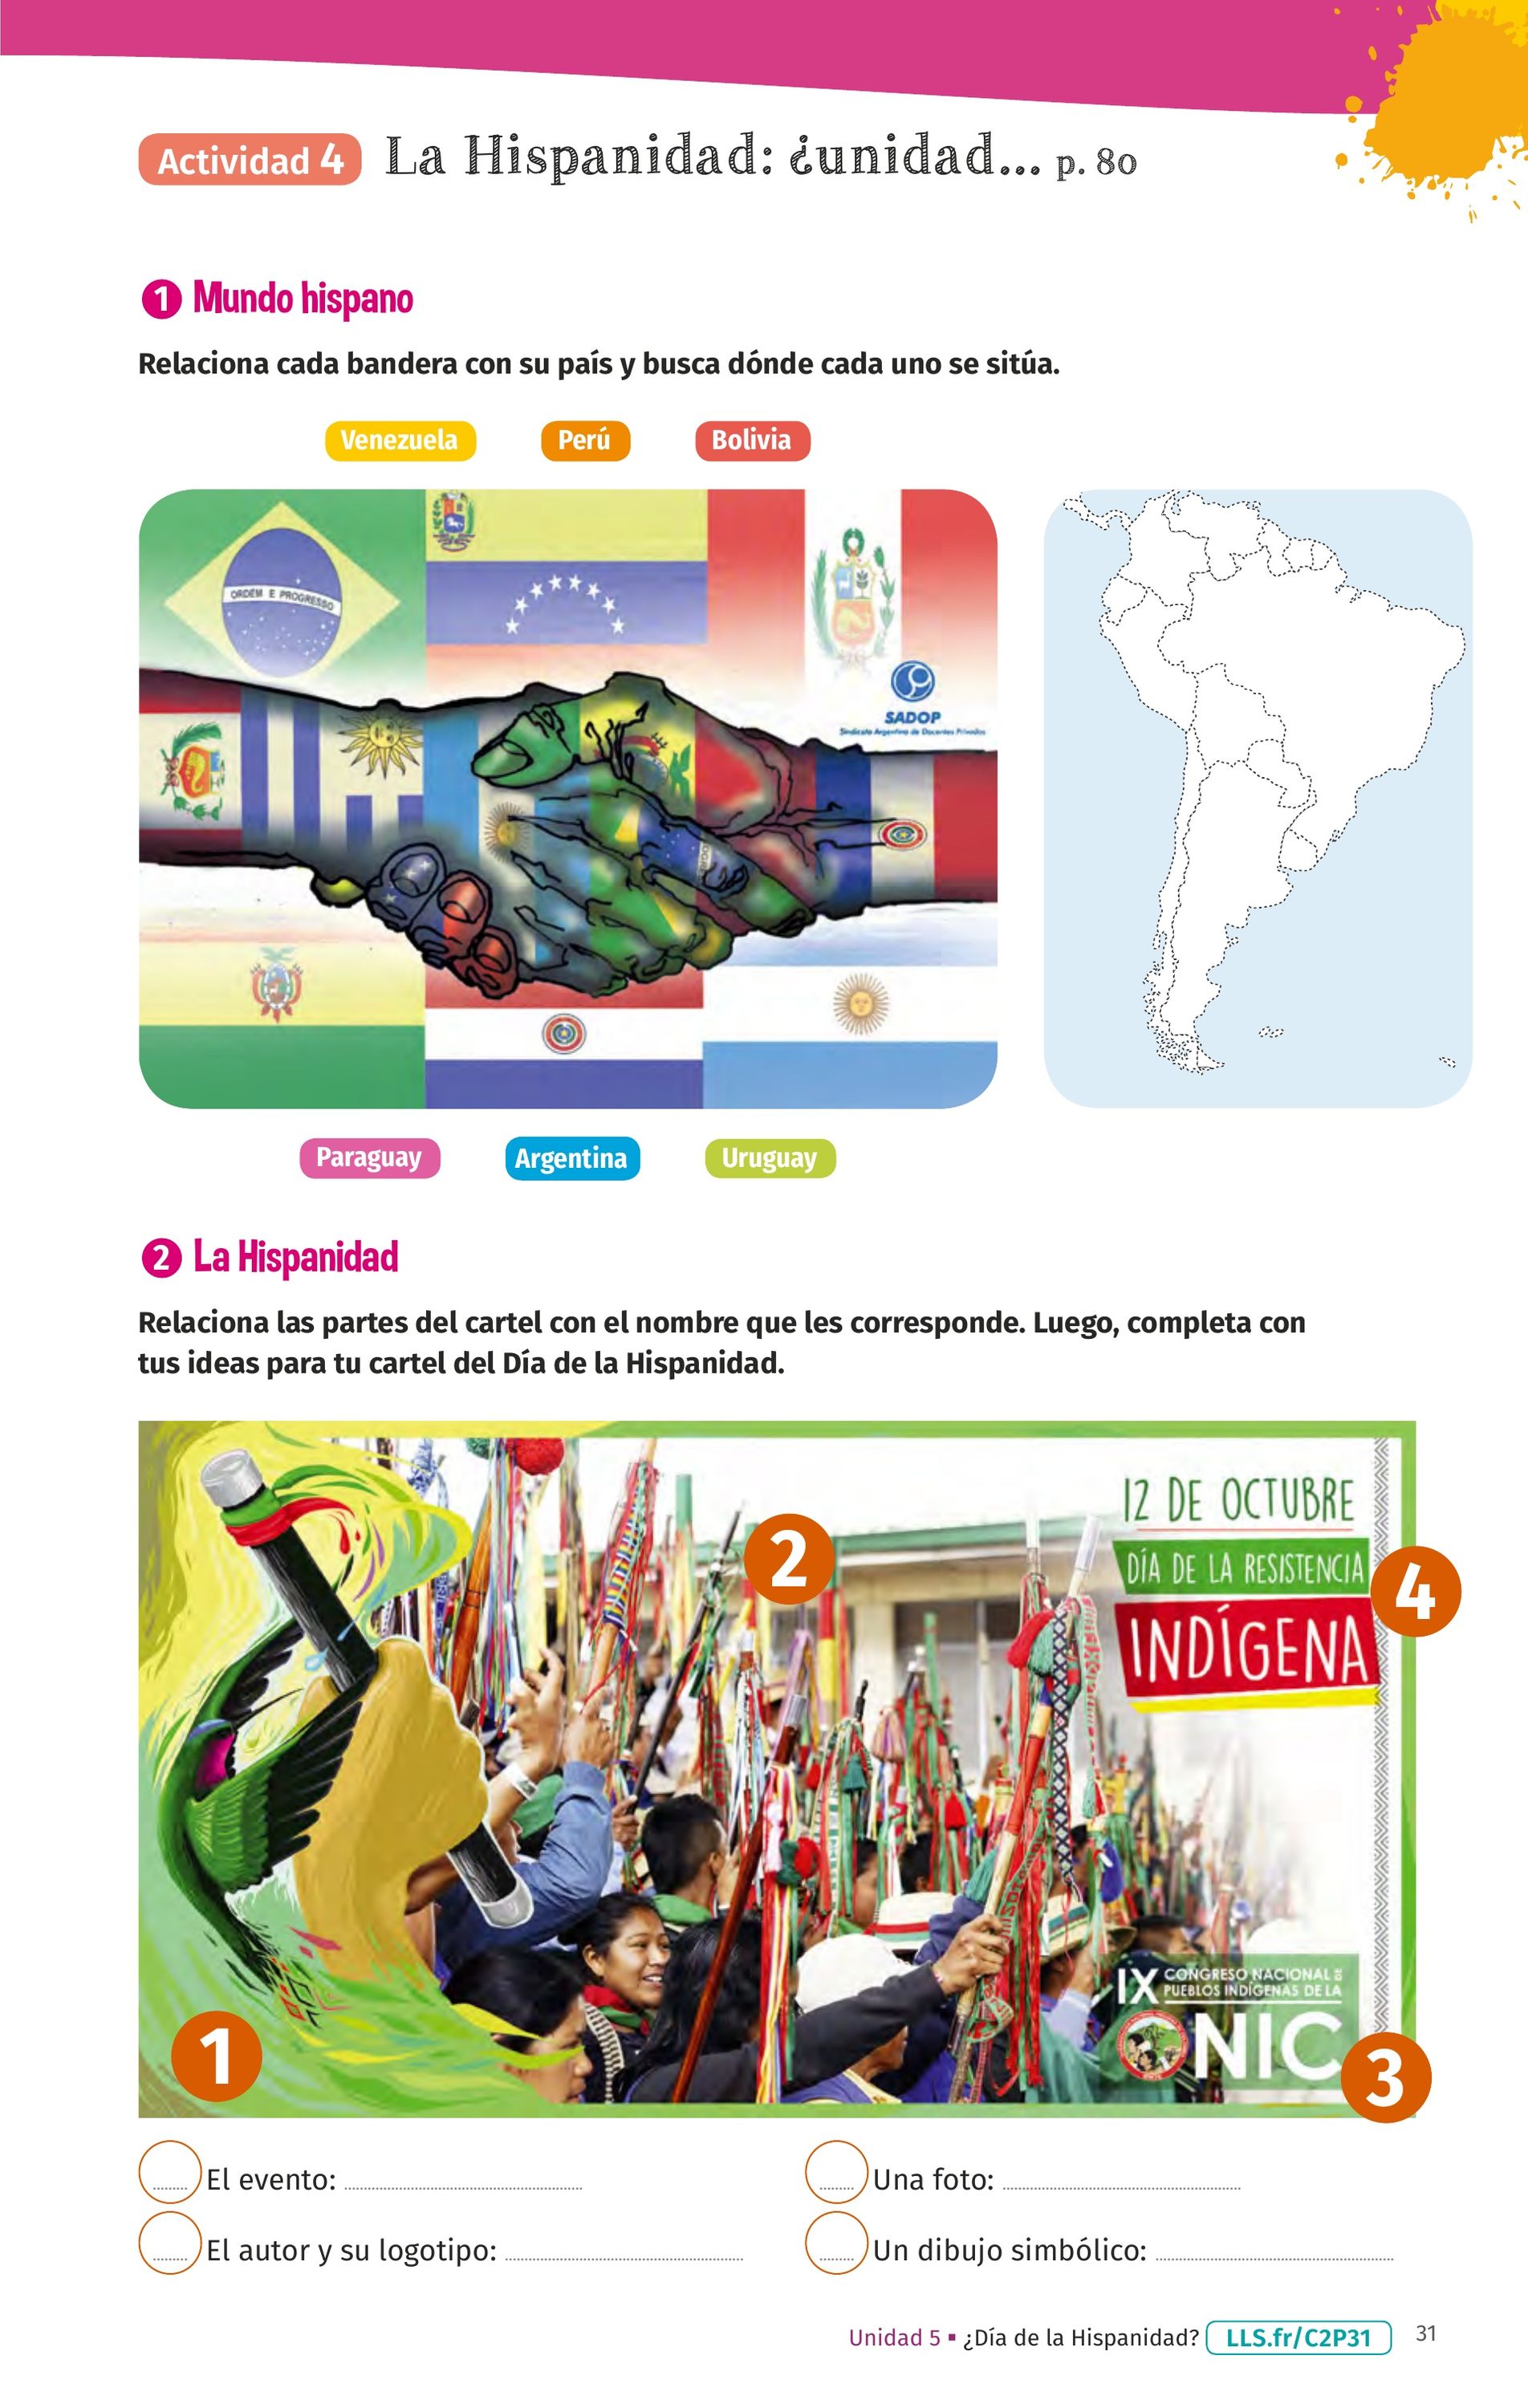 Actividad 4 La Hispanidad: ¿unidad... p. 80
1 Mundo hispano
Relaciona cada bandera con su país y busca dónde cada uno se sitúa.
Venezuela Perú Bolivia
ORDEM E PROGRESSO
SADOP
Sindicato Argentino de Docentes Privados
Paraguay Argentina Uruguay
2 La Hispanidad
Relaciona las partes del cartel con el nombre que les corresponde. Luego, completa con
tus ideas para tu cartel del Día de la Hispanidad.
12 DE OCTUBRE
DÍA DE LA RESISTENCIA
INDÍGENA
2
4
IX CONGRESO NACIONAL DE
PUEBLOS INDÍGENAS DE LA
ONIC
1
3
El evento:
Una foto:
El autor y su logotipo:
Un dibujo simbólico:
Unidad 5 ▪ ¿Día de la Hispanidad? LLS.fr/C2P31 31